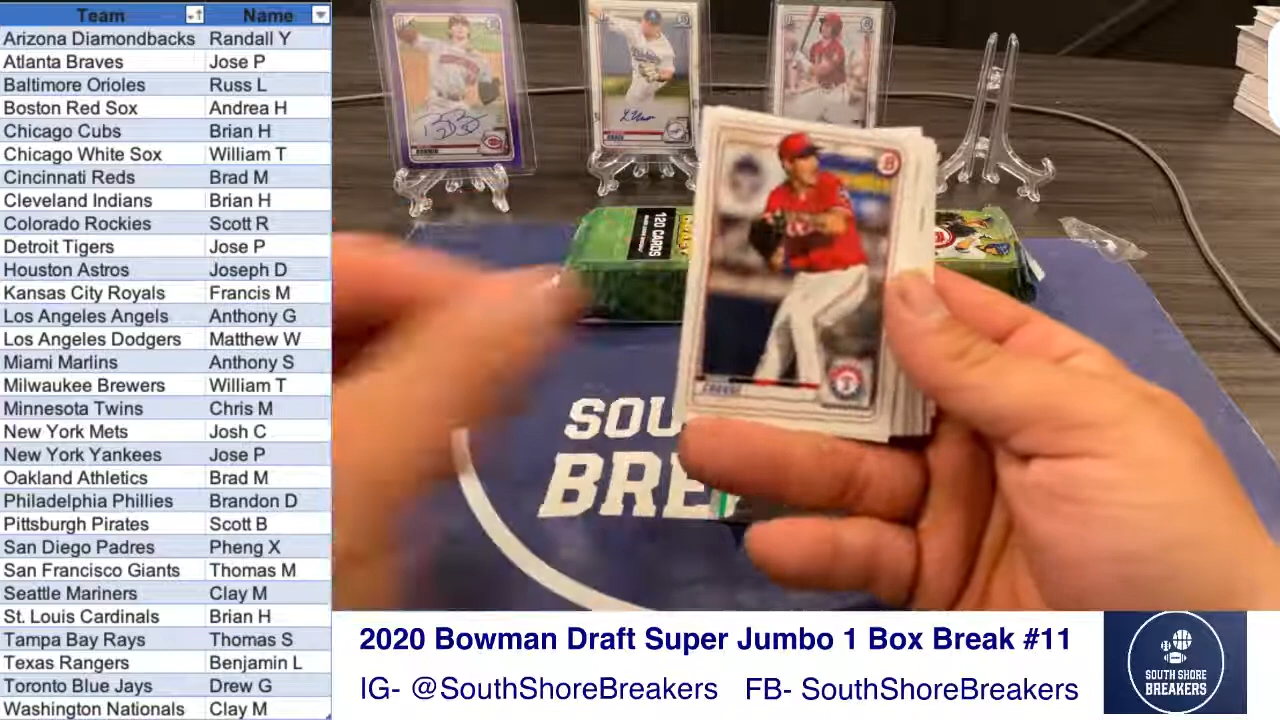 Team Name
Arizona Diamondbacks Randall Y
Atlanta Braves Jose P
Baltimore Orioles Russ L
Boston Red Sox Andrea H
Chicago Cubs Brian H
Chicago White Sox William T
Cincinnati Reds Brad M
Cleveland Indians Brian H
Colorado Rockies Scott R
Detroit Tigers Jose P
Houston Astros Joseph D
Kansas City Royals Francis M
Los Angeles Angels Anthony G
Los Angeles Dodgers Matthew W
Miami Marlins Anthony S
Milwaukee Brewers William T
Minnesota Twins Chris M
New York Mets Josh C
New York Yankees Jose P
Oakland Athletics Brad M
Philadelphia Phillies Brandon D
Pittsburgh Pirates Scott B
San Diego Padres Pheng X
San Francisco Giants Thomas M
Seattle Mariners Clay M
St. Louis Cardinals Brian H
Tampa Bay Rays Thomas S
Texas Rangers Benjamin L
Toronto Blue Jays Drew G
Washington Nationals Clay M
120 CARDS
SOU
BRE
2020 Bowman Draft Super Jumbo 1 Box Break #11
IG- @SouthShoreBreakers FB- SouthShoreBreakers
SOUTH SHORE
BREAKERS